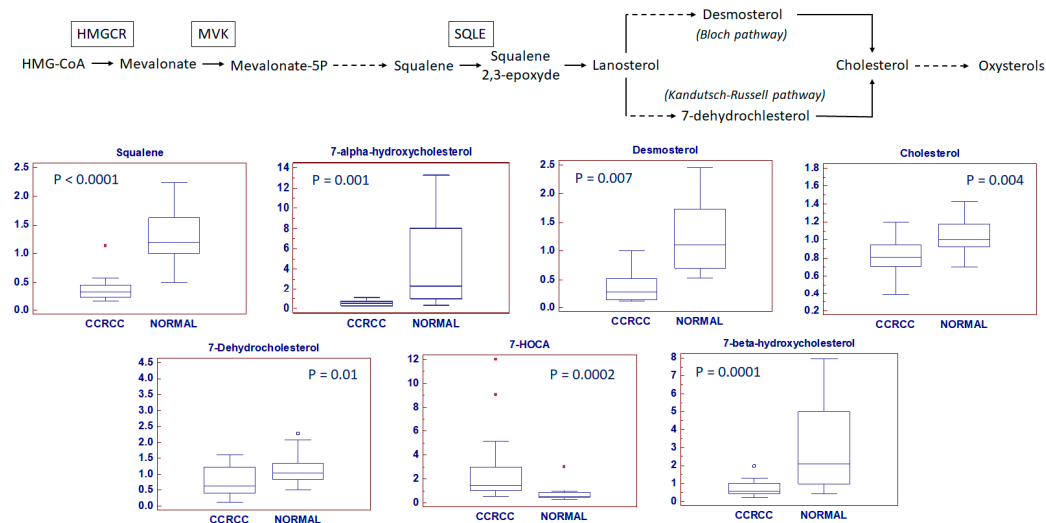 HMGCR MVK SQLE
Desmosterol
(Bloch pathway)
HMG-CoA Mevalonate Mevalonate-5P Squalene Squalene
2,3-epoxyde Lanosterol Cholesterol Oxysterols
(Kandutsch-Russell pathway)
7-dehydrochlesterol
Squalene
P < 0.0001
2.5
2.0
1.5
1.0
0.5
0.0
CCRCC NORMAL
7-alpha-hydroxycholesterol
P = 0.001
14
12
10
8
6
4
2
0
CCRCC NORMAL
Desmosterol
P = 0.007
2.5
2.0
1.5
1.0
0.5
0.0
CCRCC NORMAL
Cholesterol
P = 0.004
1.8
1.6
1.4
1.2
1.0
0.8
0.6
0.4
0.2
CCRCC NORMAL
7-Dehydrocholesterol
P = 0.01
4.5
4.0
3.5
3.0
2.5
2.0
1.5
1.0
0.5
0.0
CCRCC NORMAL
7-HOCA
P = 0.0002
12
10
8
6
4
2
0
CCRCC NORMAL
7-beta-hydroxycholesterol
P = 0.0001
8
7
6
5
4
3
2
1
0
CCRCC NORMAL